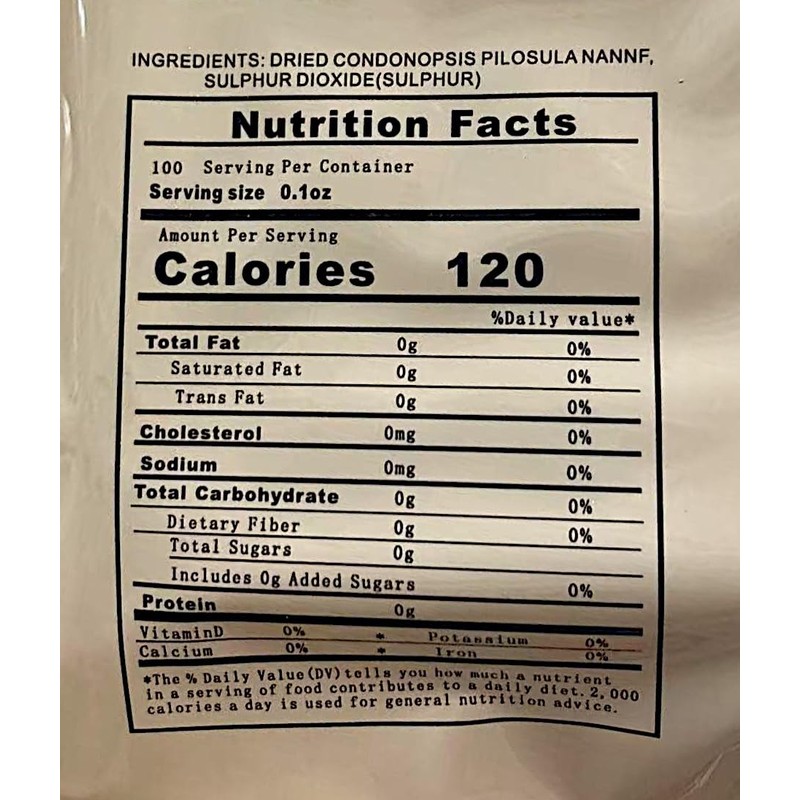 INGREDIENTS: DRIED CONDONOPSIS PILOSULA NANNF,
SULPHUR DIOXIDE(SULPHUR)
Nutrition Facts
100 Serving Per Container
Serving size 0.1oz
Amount Per Serving
Calories 120
%Daily value*
Total Fat 0g 0%
Saturated Fat 0g 0%
Trans Fat 0g 0%
Cholesterol 0mg 0%
Sodium 0mg 0%
Total Carbohydrate 0g 0%
Dietary Fiber 0g 0%
Total Sugars 0g
Includes 0g Added Sugars 0%
Protein 0g
VitaminD 0% * Potassium 0%
Calcium 0% * Iron 0%
*The % Daily Value(DV)tells you how much a nutrient
in a serving of food contributes to a daily diet. 2,000
calories a day is used for general nutrition advice.